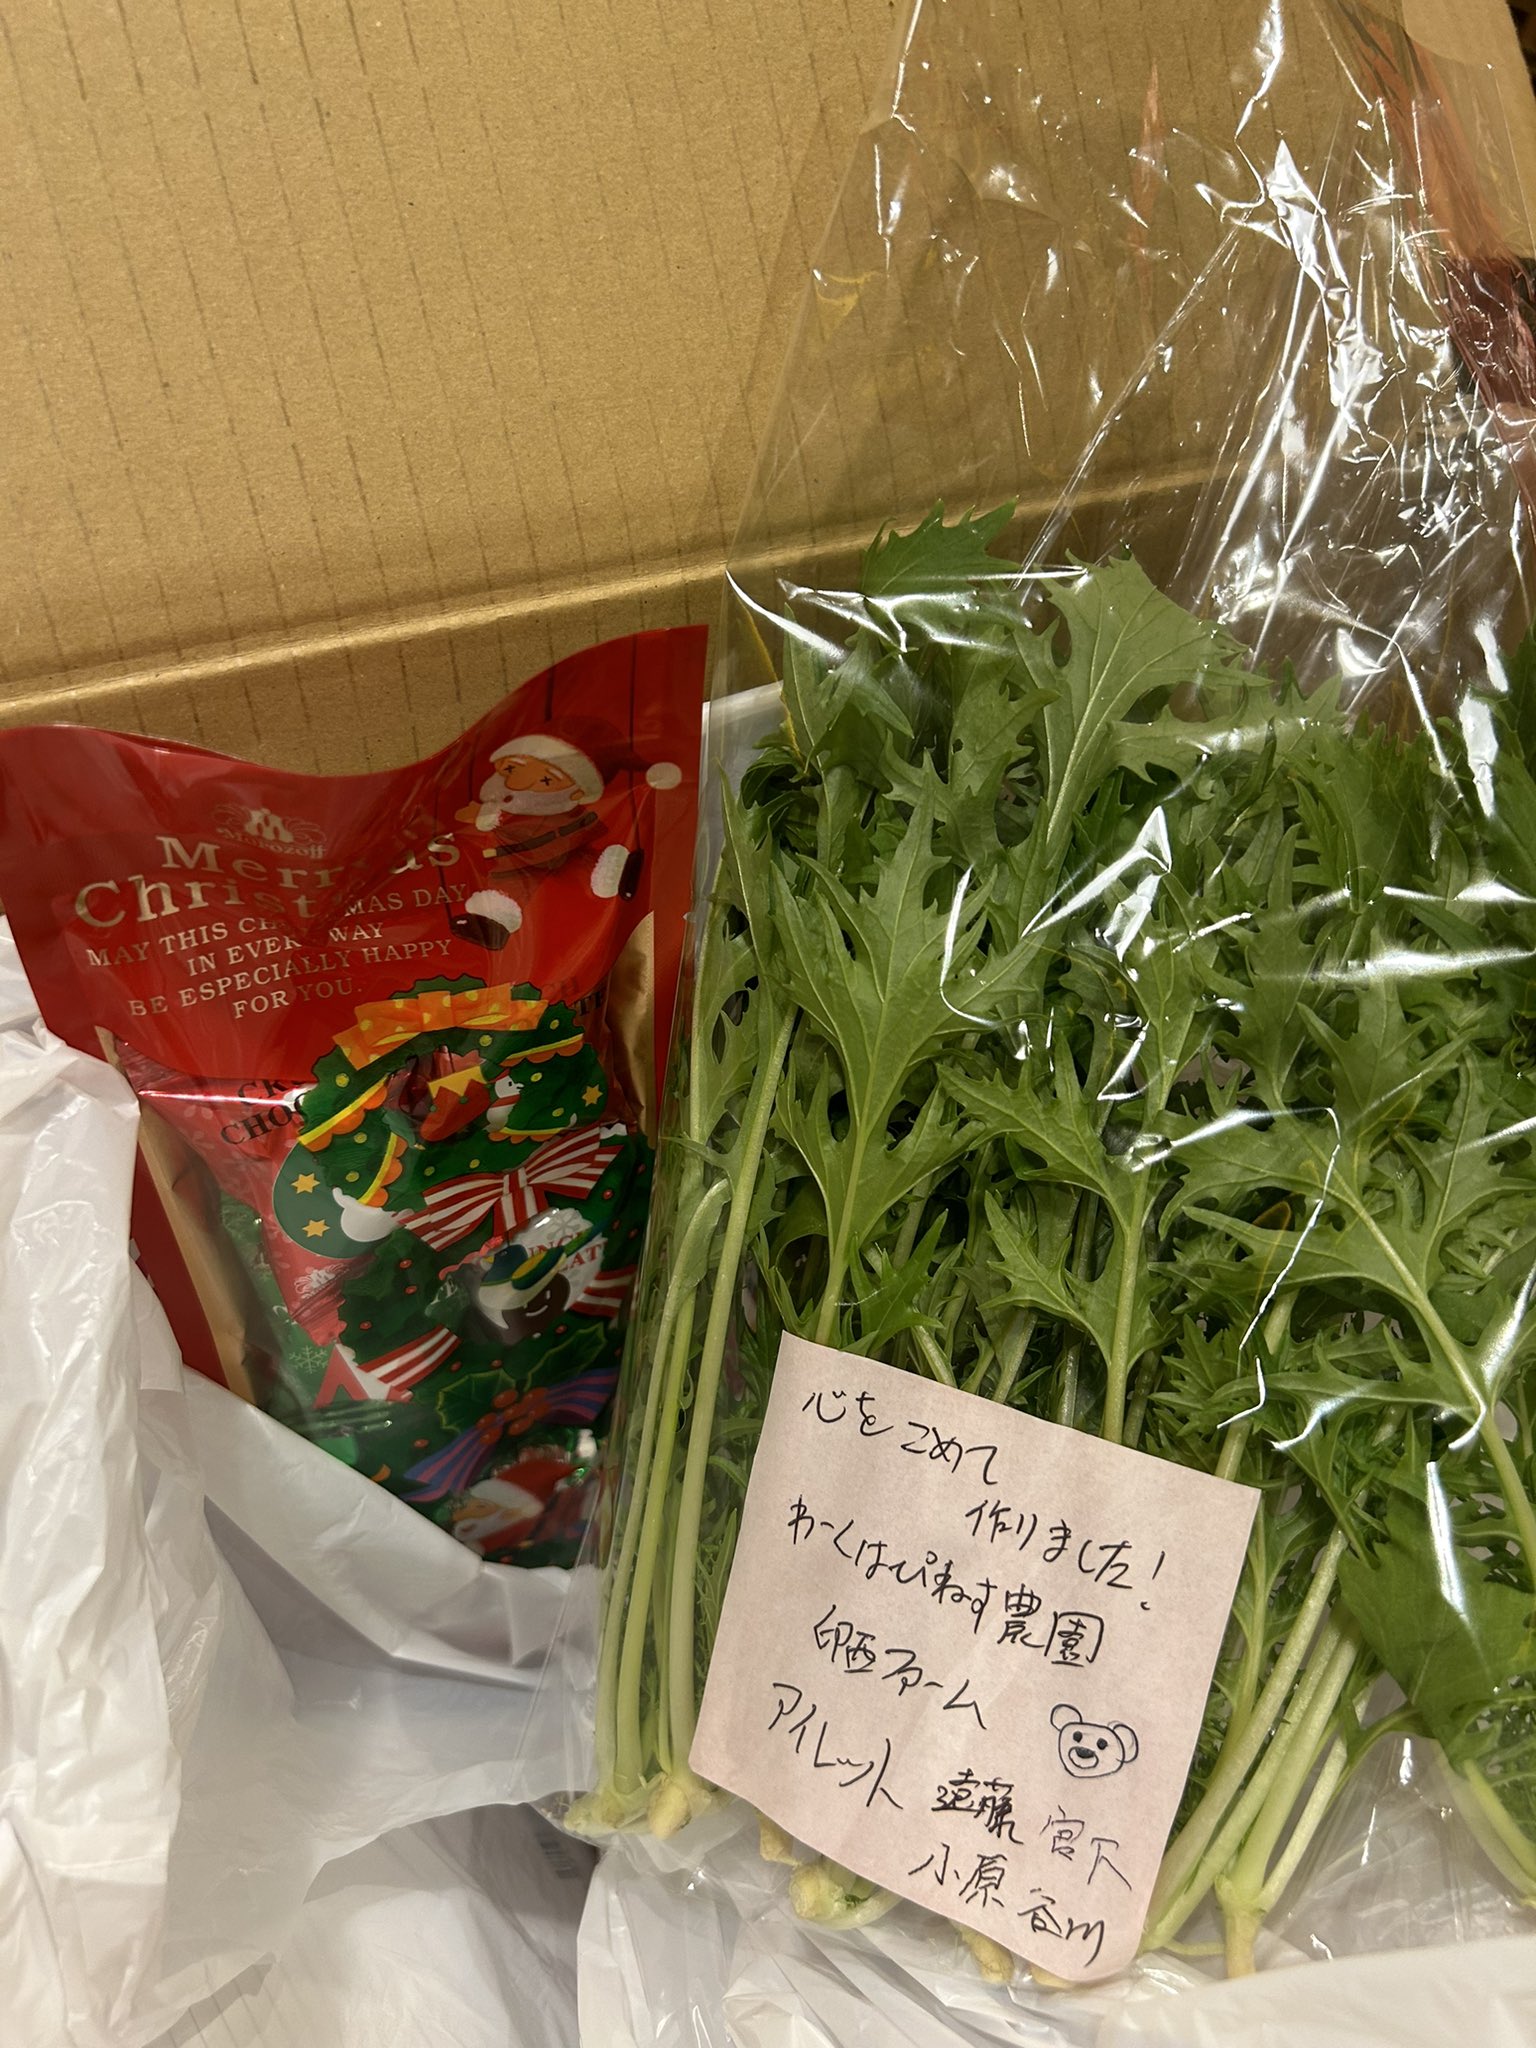 Morozoff
Merry
Christmas
MAY THIS CHRISTMAS DAY
IN EVERY WAY
BE ESPECIALLY HAPPY
FOR YOU.
心をこめて
作りました!
わーくはぴねす農園
印西ファーム
アイレット 遠藤 宮下
小原 谷川